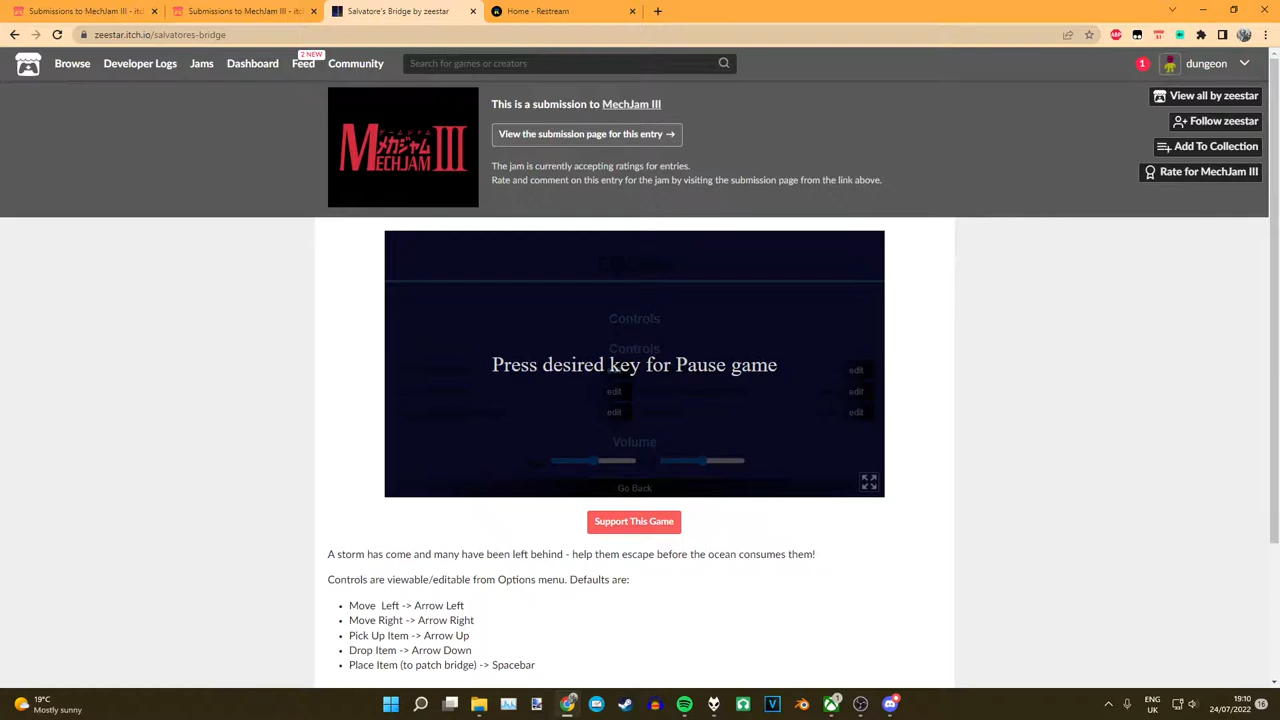 Submissions to MechJam III - itch
Submissions to MechJam III - itc
Salvatore's Bridge by zeestar
Home - Restream
zeestar.itch.io/salvatores-bridge
2 NEW
Browse
Developer Logs
Jams
Dashboard
Feed
Community
Search for games or creators
1
dungeon
メカジャム
MECHJAM III
This is a submission to MechJam III
View the submission page for this entry →
The jam is currently accepting ratings for entries.
Rate and comment on this entry for the jam by visiting the submission page from the link above.
View all by zeestar
Follow zeestar
Add To Collection
Rate for MechJam III
Controls
Controls
Press desired key for Pause game
edit
edit
edit
edit
edit
Volume
Go Back
Support This Game
A storm has come and many have been left behind - help them escape before the ocean consumes them!
Controls are viewable/editable from Options menu. Defaults are:
Move Left -> Arrow Left
Move Right -> Arrow Right
Pick Up Item -> Arrow Up
Drop Item -> Arrow Down
Place Item (to patch bridge) -> Spacebar
19°C
Mostly sunny
ENG
UK
19:10
24/07/2022